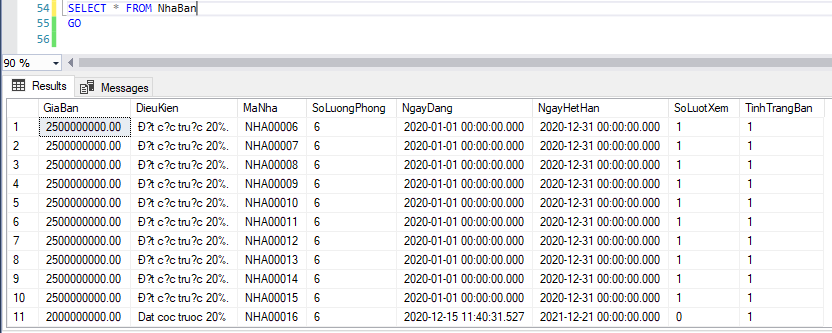 54 SELECT * FROM NhaBan
55 GO
56
90 %
Results Messages
GiaBan DieuKien MaNha SoLuongPhong NgayDang NgayHetHan SoLuotXem TinhTrangBan
1 2500000000.00 Đ?t c?c tru?c 20%. NHA00006 6 2020-01-01 00:00:00.000 2020-12-31 00:00:00.000 1 1
2 2500000000.00 Đ?t c?c tru?c 20%. NHA00007 6 2020-01-01 00:00:00.000 2020-12-31 00:00:00.000 1 1
3 2500000000.00 Đ?t c?c tru?c 20%. NHA00008 6 2020-01-01 00:00:00.000 2020-12-31 00:00:00.000 1 1
4 2500000000.00 Đ?t c?c tru?c 20%. NHA00009 6 2020-01-01 00:00:00.000 2020-12-31 00:00:00.000 1 1
5 2500000000.00 Đ?t c?c tru?c 20%. NHA00010 6 2020-01-01 00:00:00.000 2020-12-31 00:00:00.000 1 1
6 2500000000.00 Đ?t c?c tru?c 20%. NHA00011 6 2020-01-01 00:00:00.000 2020-12-31 00:00:00.000 1 1
7 2500000000.00 Đ?t c?c tru?c 20%. NHA00012 6 2020-01-01 00:00:00.000 2020-12-31 00:00:00.000 1 1
8 2500000000.00 Đ?t c?c tru?c 20%. NHA00013 6 2020-01-01 00:00:00.000 2020-12-31 00:00:00.000 1 1
9 2500000000.00 Đ?t c?c tru?c 20%. NHA00014 6 2020-01-01 00:00:00.000 2020-12-31 00:00:00.000 1 1
10 2500000000.00 Đ?t c?c tru?c 20%. NHA00015 6 2020-01-01 00:00:00.000 2020-12-31 00:00:00.000 1 1
11 2000000000.00 Dat coc truoc 20% NHA00016 6 2020-12-15 11:40:31.527 2021-12-21 00:00:00.000 0 1